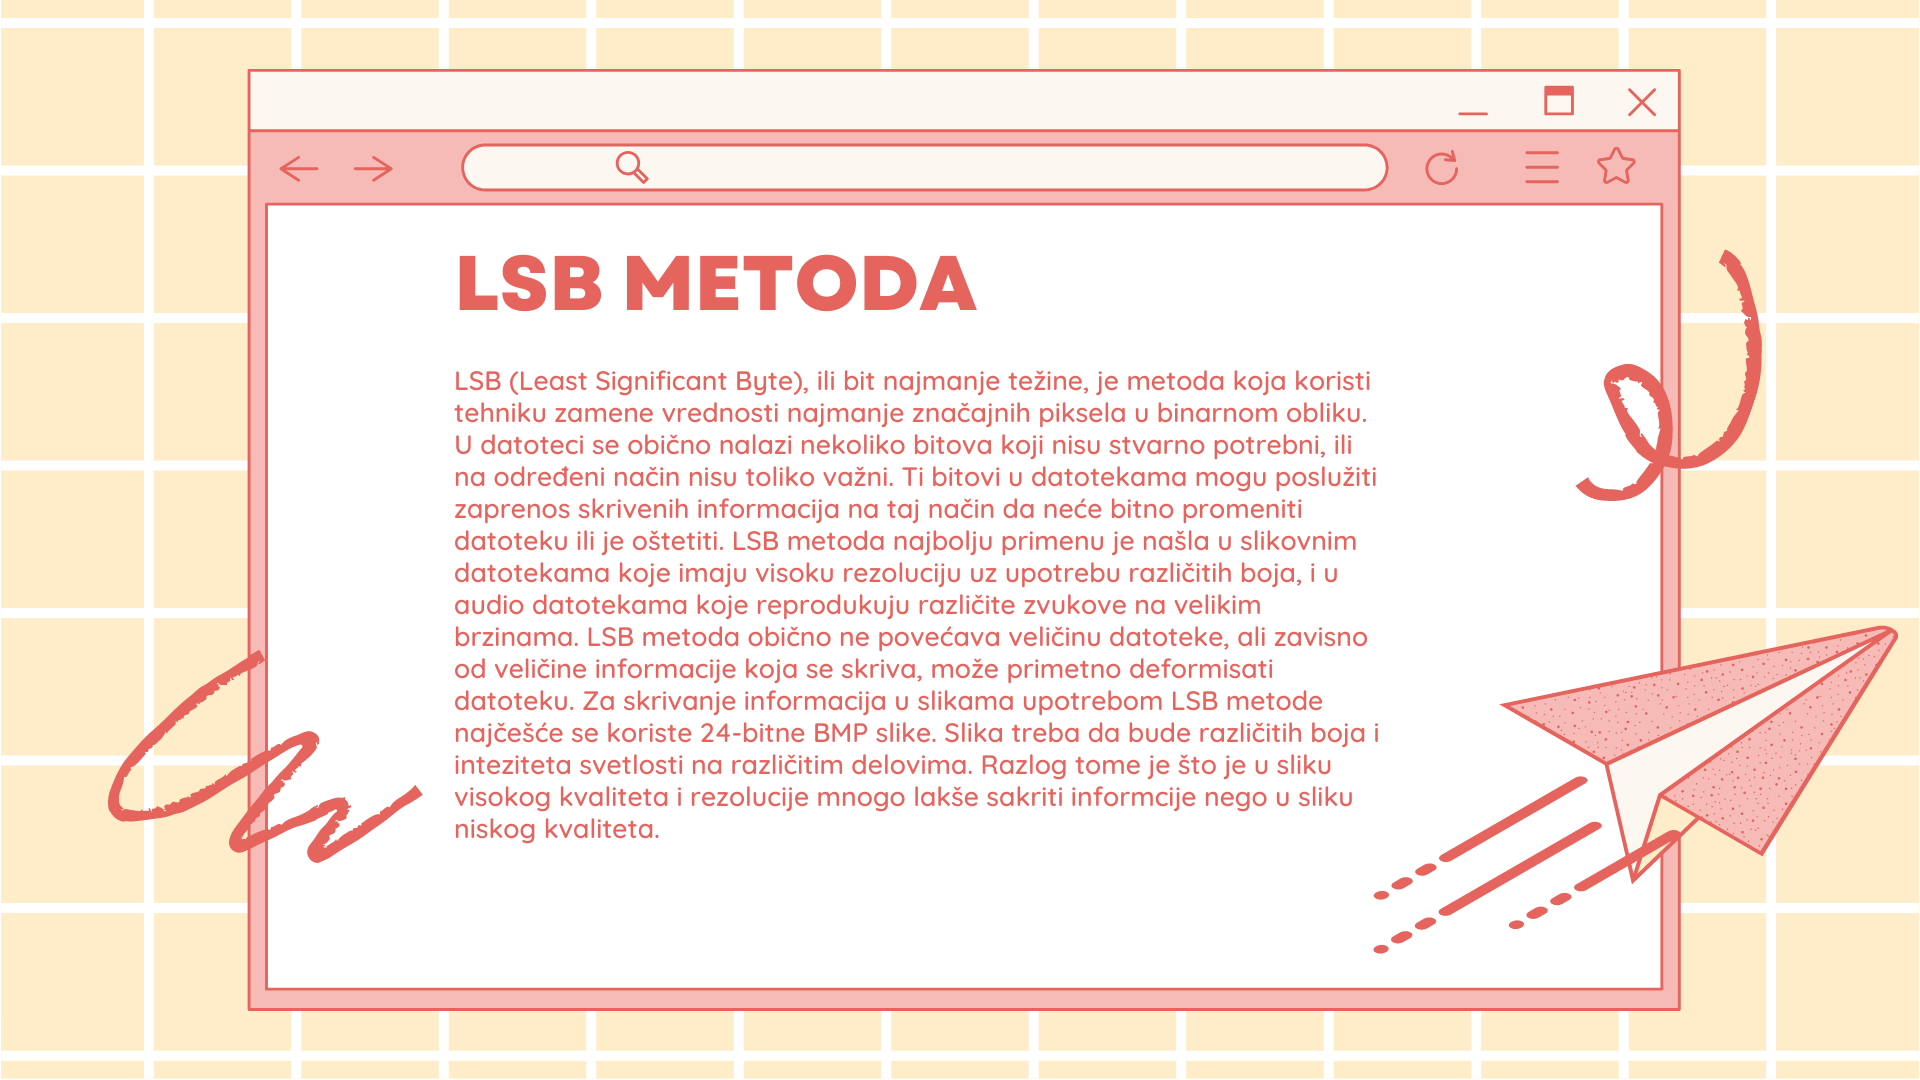 LSB METODA
LSB (Least Significant Byte), ili bit najmanje težine, je metoda koja koristi
tehniku zamene vrednosti najmanje značajnih piksela u binarnom obliku.
U datoteci se obično nalazi nekoliko bitova koji nisu stvarno potrebni, ili
na određeni način nisu toliko važni. Ti bitovi u datotekama mogu poslužiti
zaprenos skrivenih informacija na taj način da neće bitno promeniti
datoteku ili je oštetiti. LSB metoda najbolju primenu je našla u slikovnim
datotekama koje imaju visoku rezoluciju uz upotrebu različitih boja, i u
audio datotekama koje reprodukuju različite zvukove na velikim
brzinama. LSB metoda obično ne povećava veličinu datoteke, ali zavisno
od veličine informacije koja se skriva, može primetno deformisati
datoteku. Za skrivanje informacija u slikama upotrebom LSB metode
najčešće se koriste 24-bitne BMP slike. Slika treba da bude različitih boja i
inteziteta svetlosti na različitim delovima. Razlog tome je što je u sliku
visokog kvaliteta i rezolucije mnogo lakše sakriti informcije nego u sliku
niskog kvaliteta.